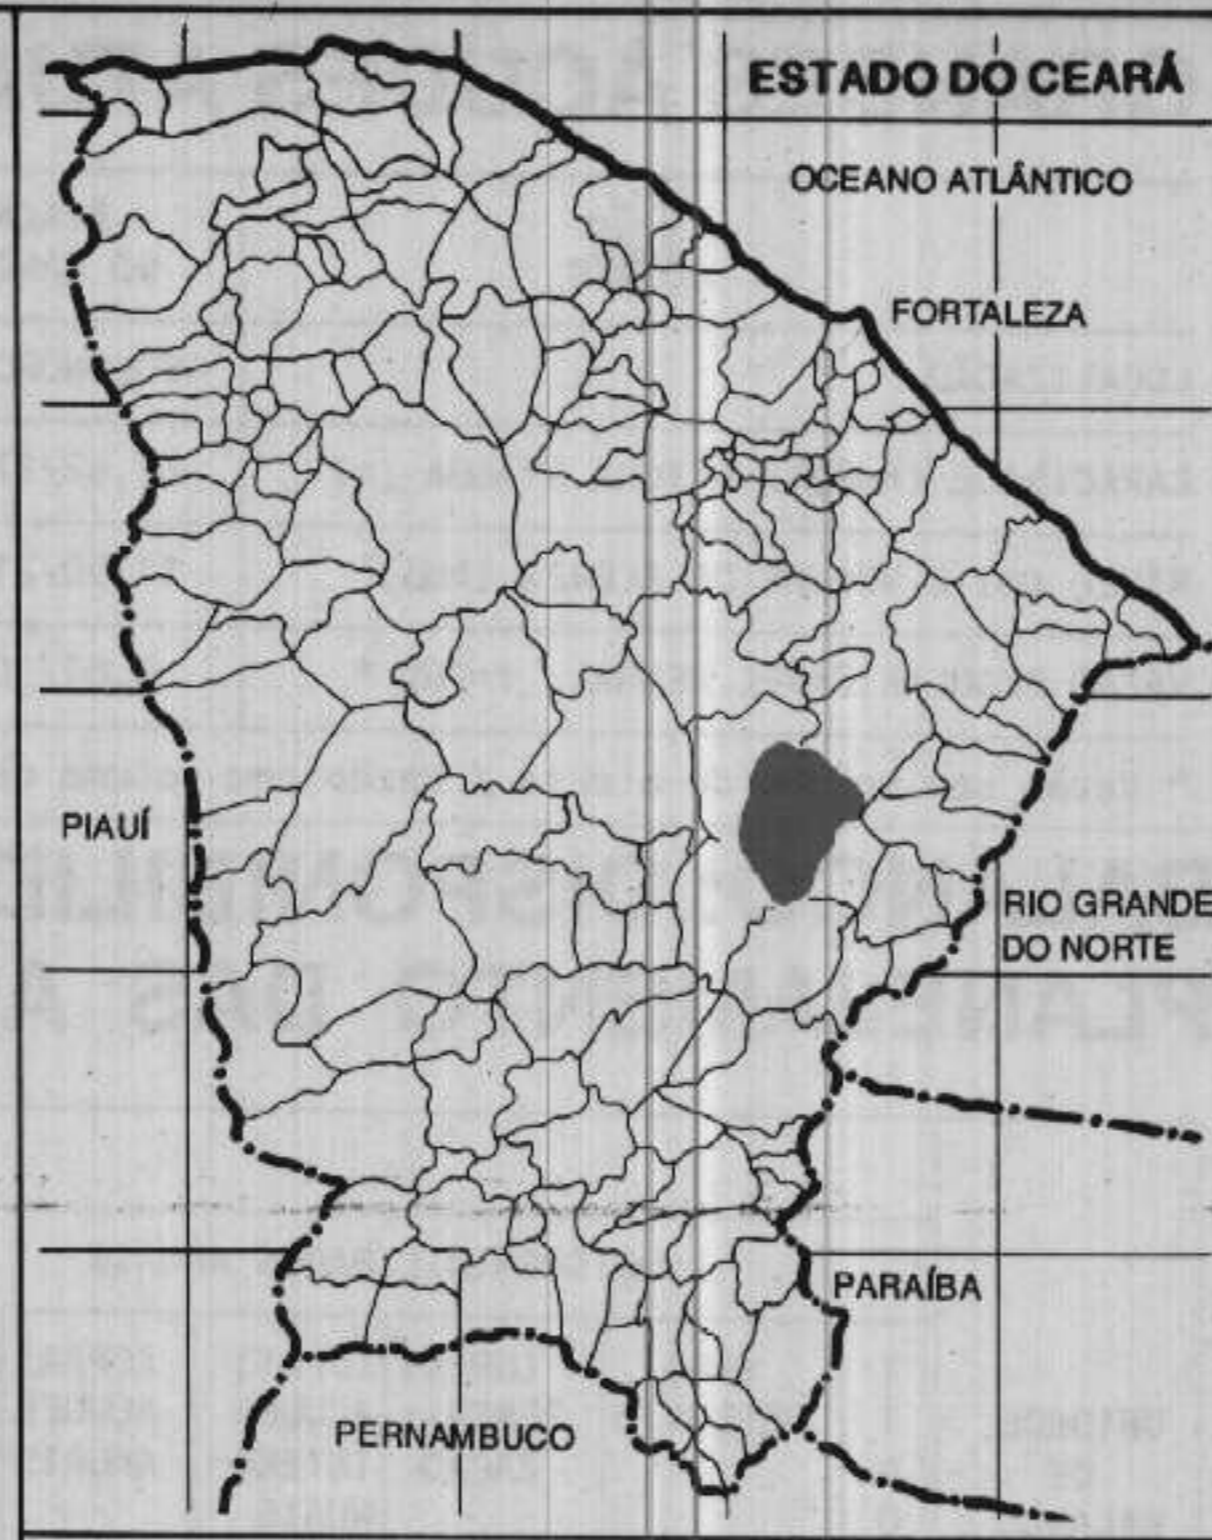 ESTADO DO CEARÁ
OCEANO ATLÂNTICO
FORTALEZA
PIAUÍ
RIO GRANDE
DO NORTE
PARAÍBA
PERNAMBUCO